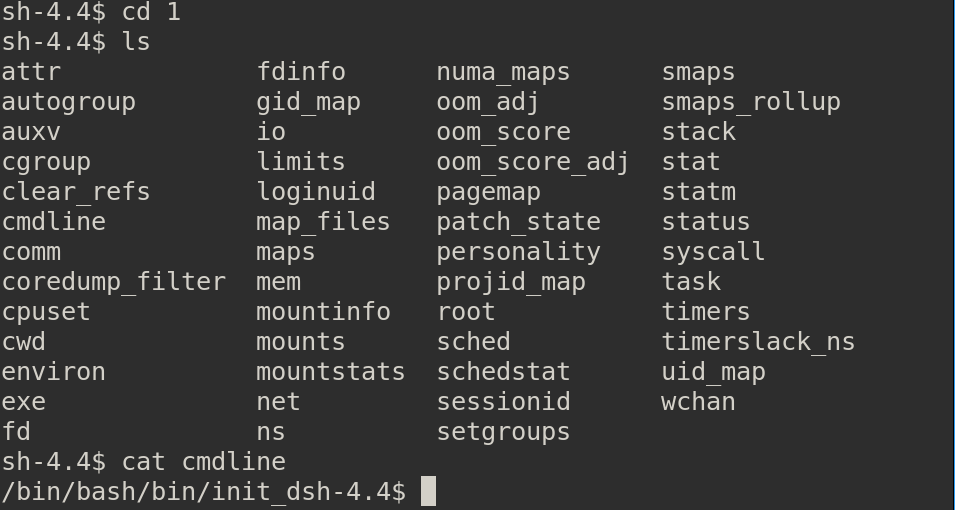 sh-4.4$ cd 1
sh-4.4$ ls
attr             fdinfo      numa_maps      smaps
autogroup        gid_map     oom_adj        smaps_rollup
auxv             io          oom_score      stack
cgroup           limits      oom_score_adj  stat
clear_refs       loginuid    pagemap        statm
cmdline          map_files   patch_state    status
comm             maps        personality    syscall
coredump_filter  mem         projid_map     task
cpuset           mountinfo   root           timers
cwd              mounts      sched          timerslack_ns
environ          mountstats  schedstat      uid_map
exe              net         sessionid      wchan
fd               ns          setgroups
sh-4.4$ cat cmdline
/bin/bash/bin/init_dsh-4.4$